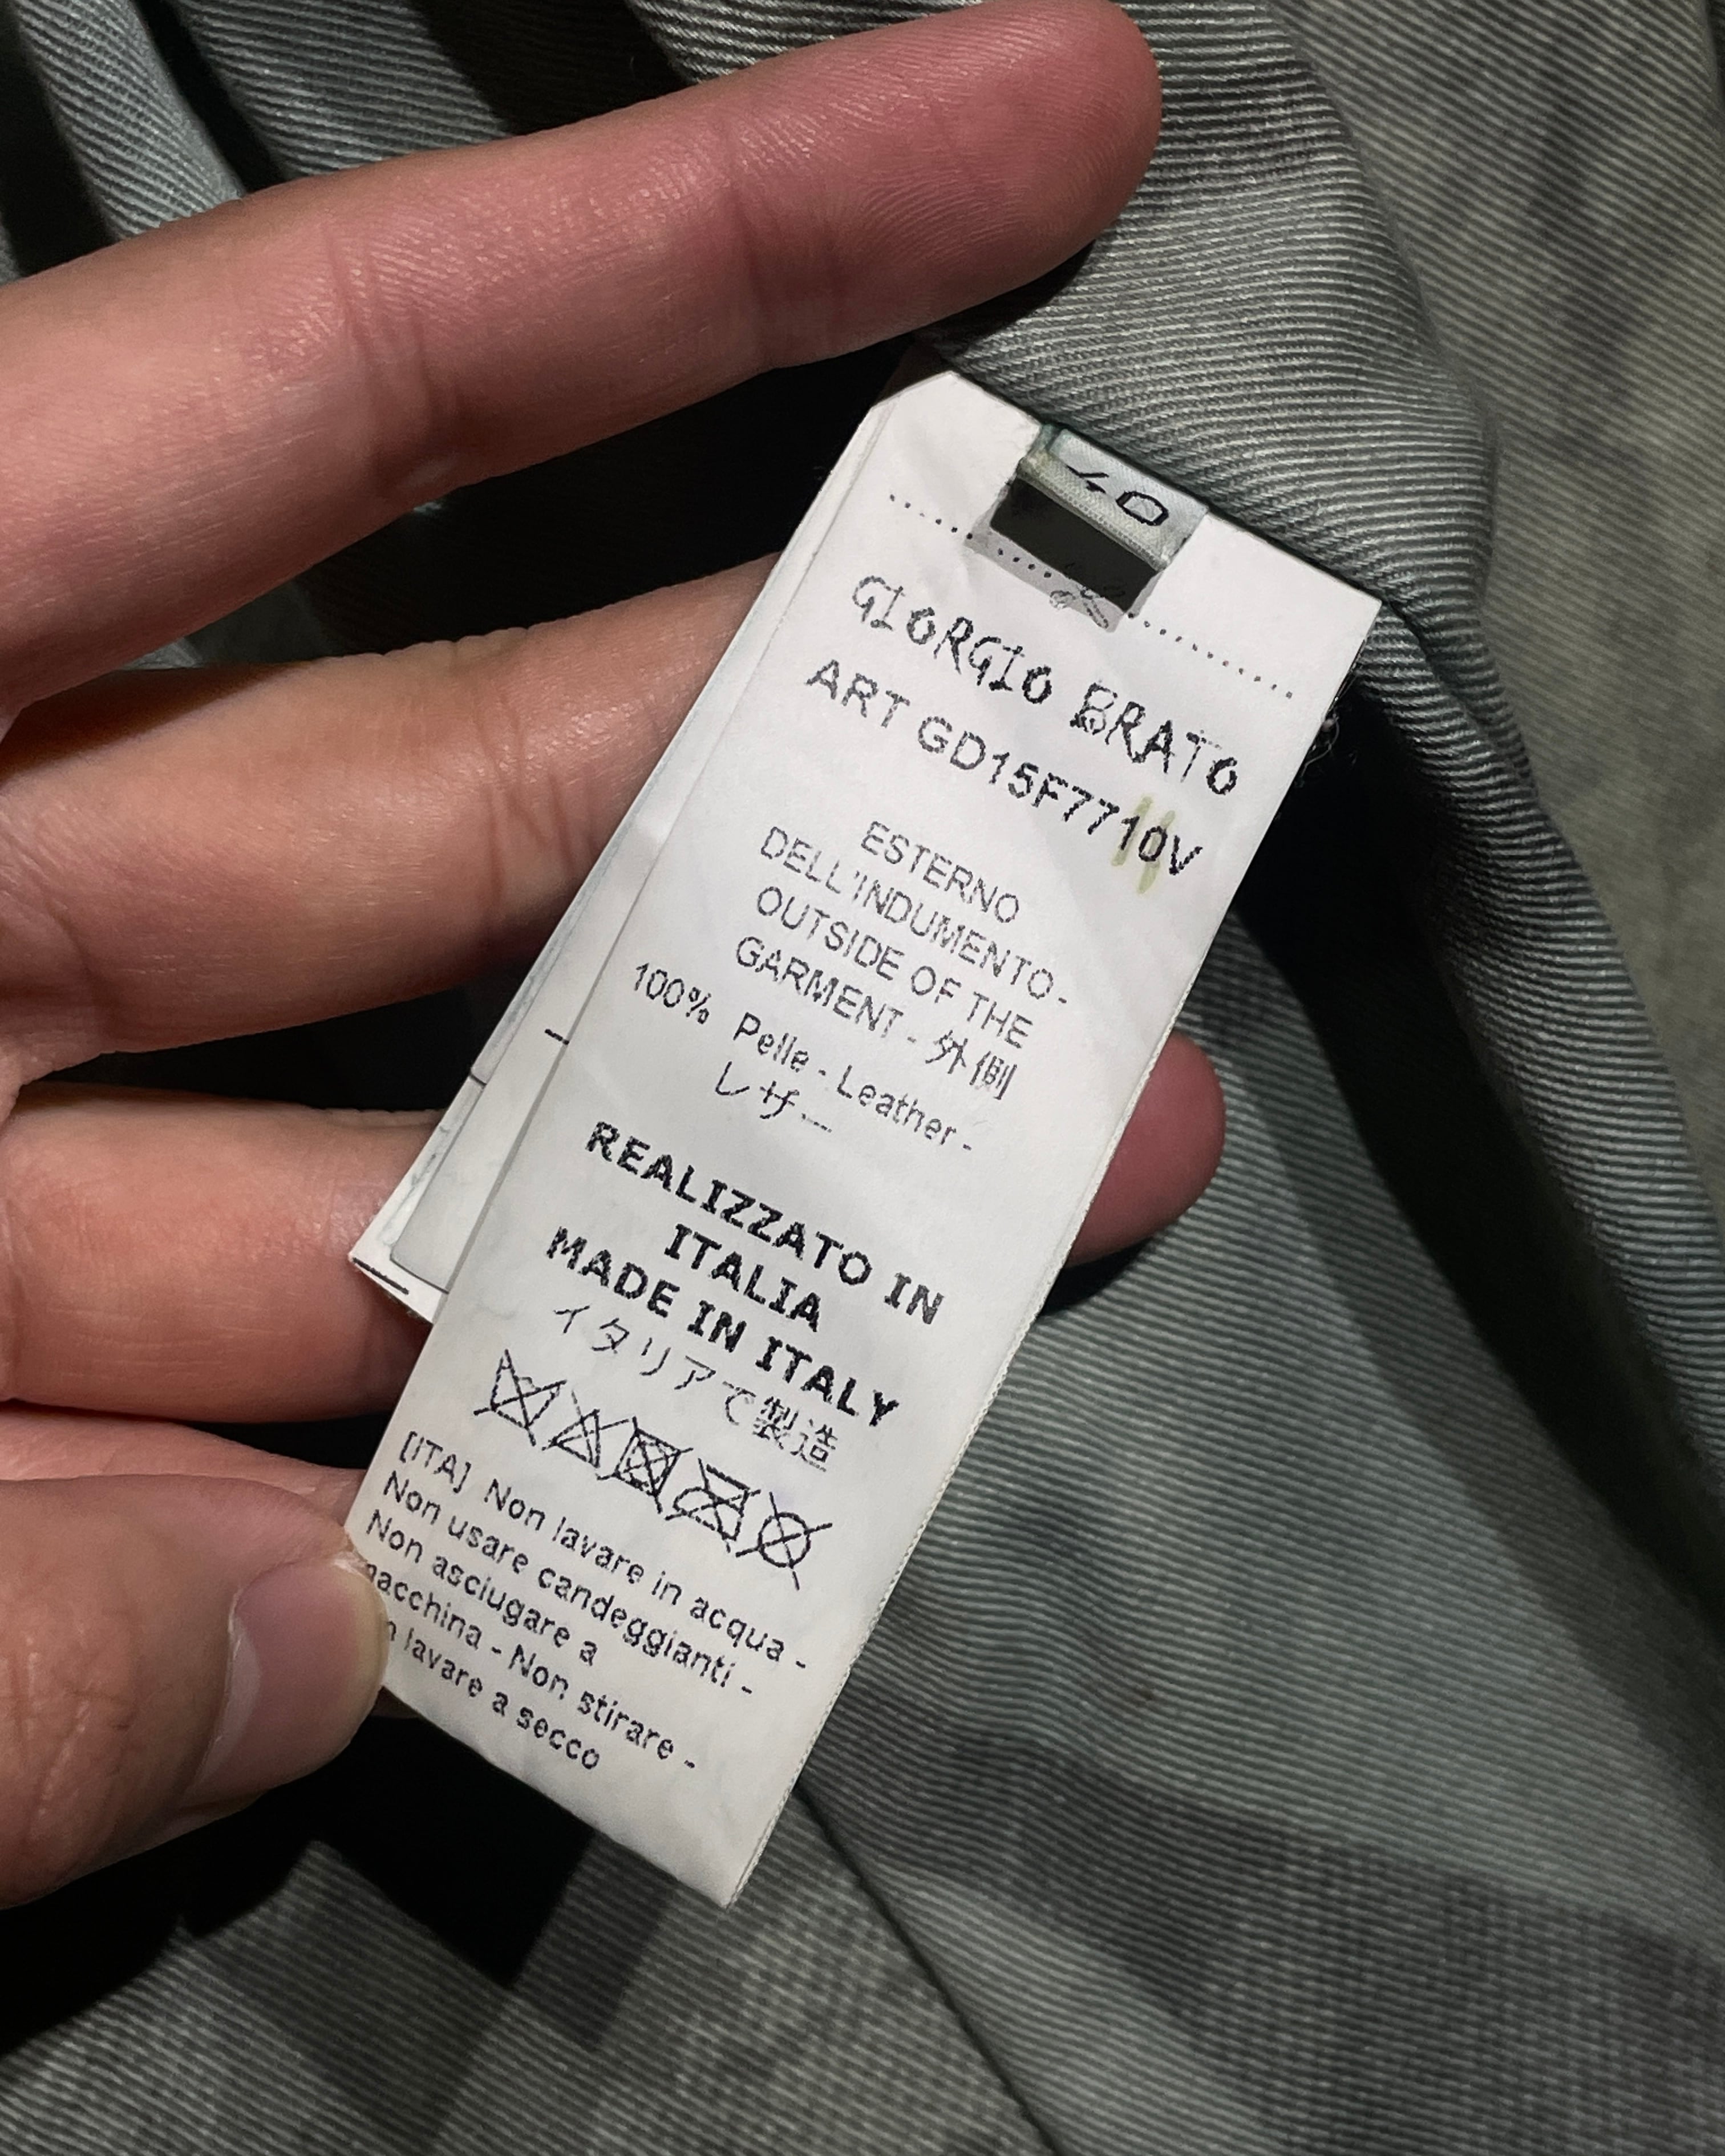 40
GIORGIO BRATO
ART GD15F7710V
ESTERNO
DELL'INDUMENTO -
OUTSIDE OF THE
GARMENT - 外側
100% Pelle - Leather -
レザー
REALIZZATO IN
ITALIA
MADE IN ITALY
イタリアで製造
[ITA] Non lavare in acqua -
Non usare candeggianti -
Non asciugare a
macchina - Non stirare -
lavare a secco